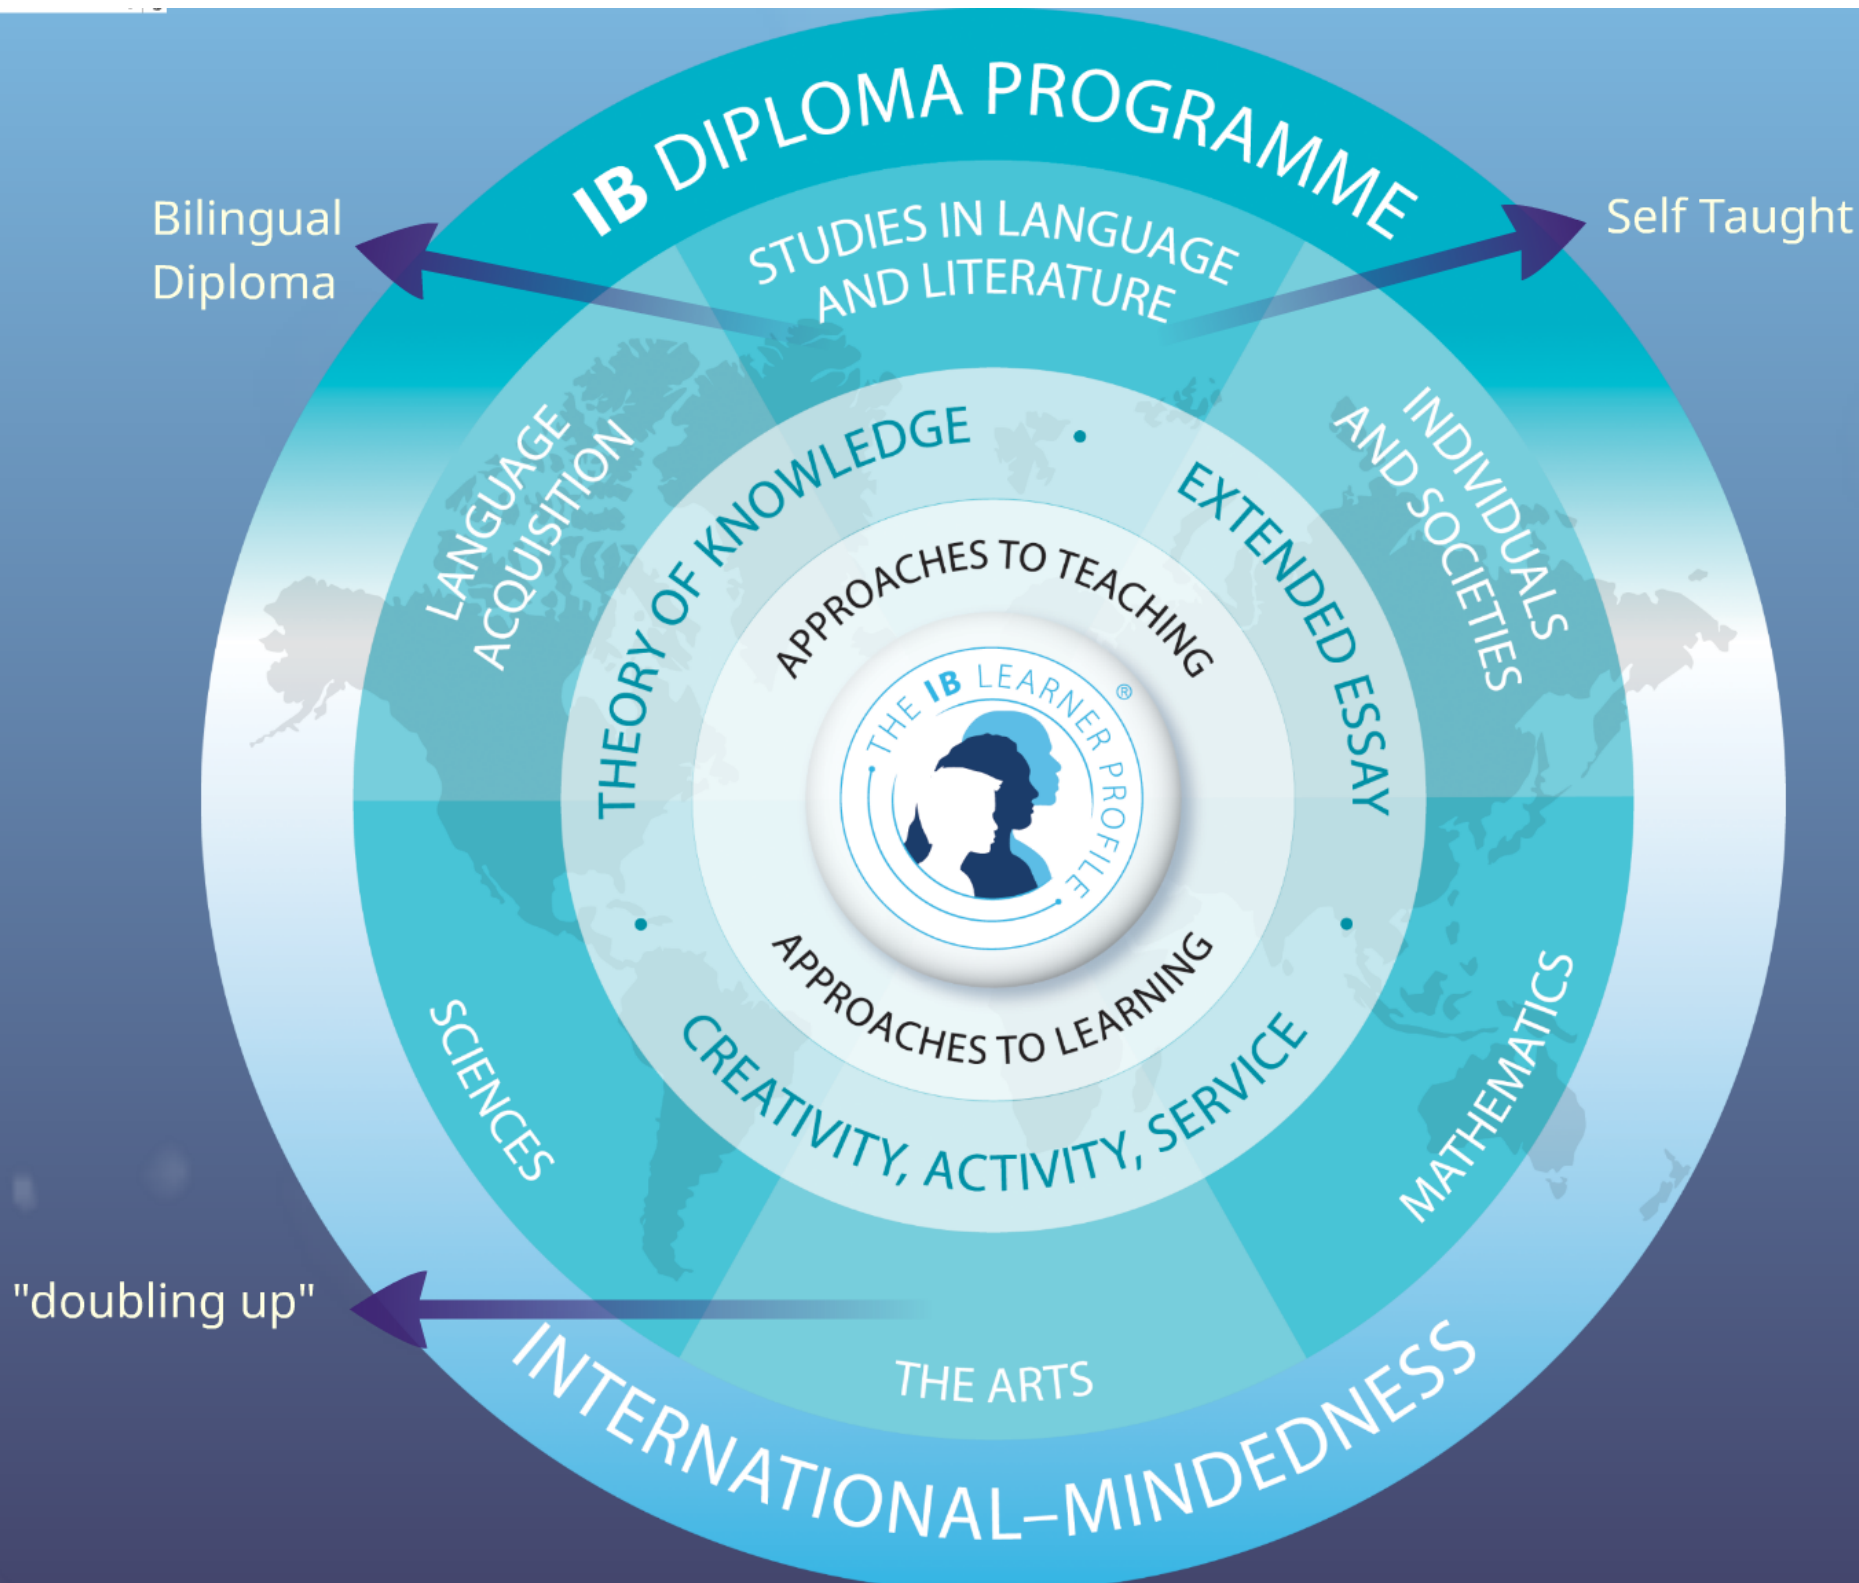 IB DIPLOMA PROGRAMME
Bilingual
Diploma
Self Taught
STUDIES IN LANGUAGE
AND LITERATURE
LANGUAGE
ACQUISITION
INDIVIDUALS
AND SOCIETIES
THEORY OF KNOWLEDGE
EXTENDED ESSAY
APPROACHES TO TEACHING
THE IB LEARNER PROFILE
®
APPROACHES TO LEARNING
CREATIVITY, ACTIVITY, SERVICE
SCIENCES
MATHEMATICS
"doubling up"
THE ARTS
INTERNATIONAL–MINDEDNESS